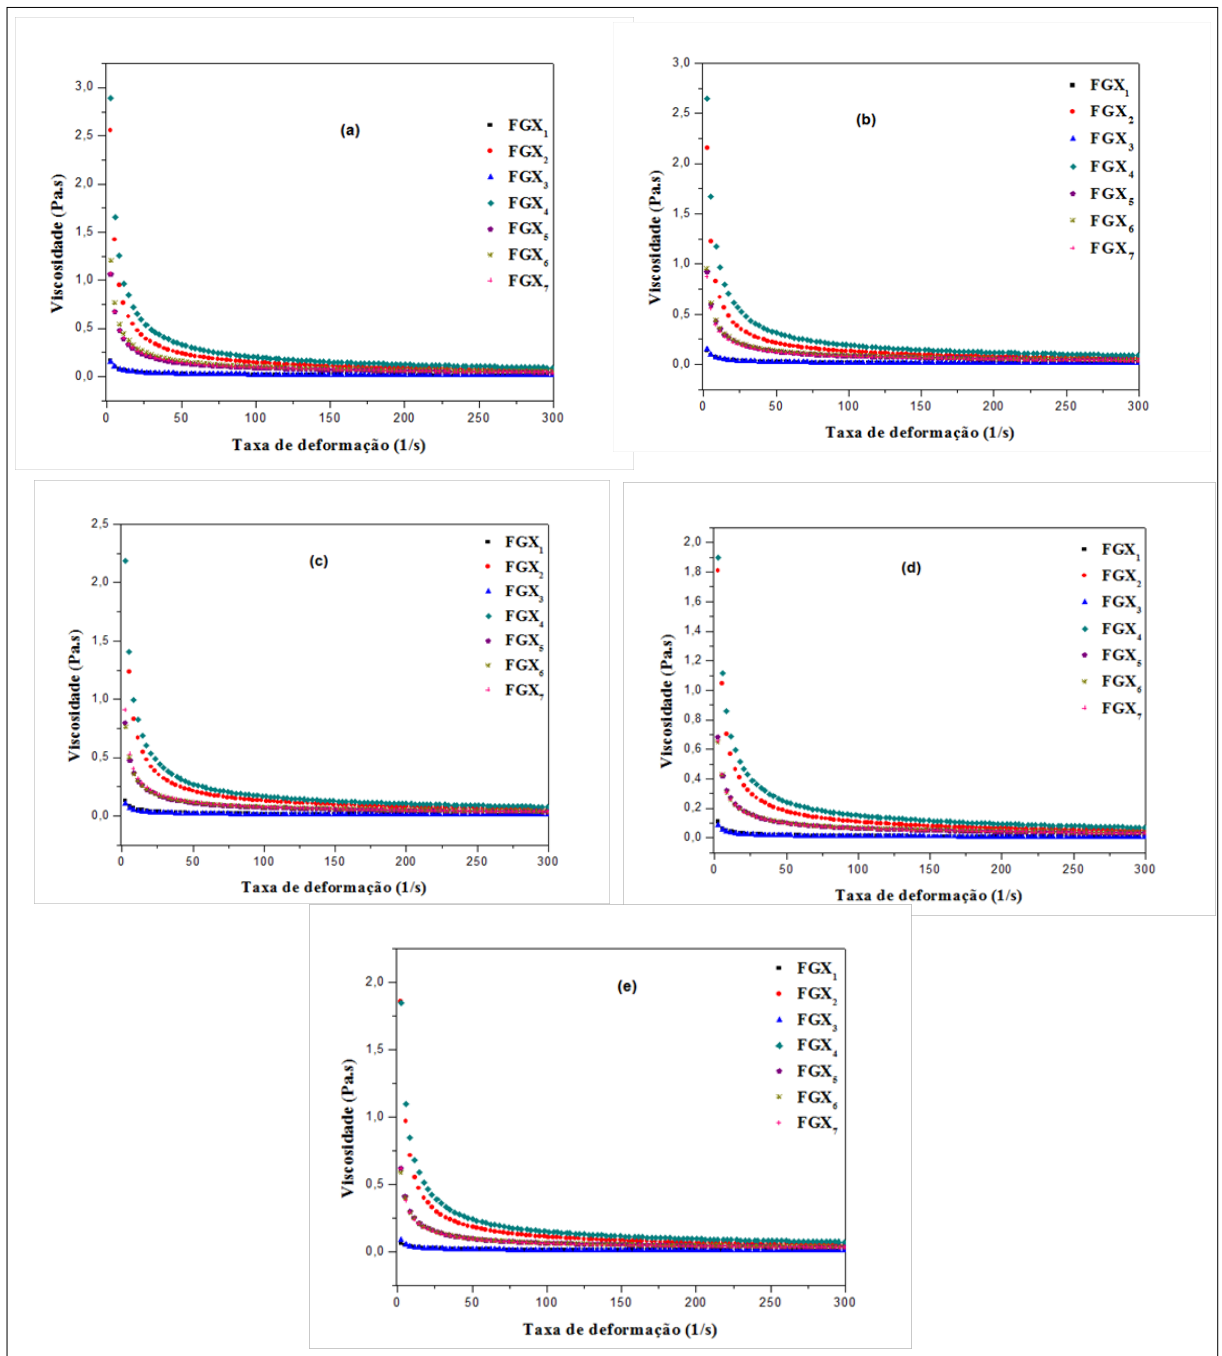 (a)
Viscosidade (Pa.s)
3,0
2,5
2,0
1,5
1,0
0,5
0,0
0 50 100 150 200 250 300
Taxa de deformação (1/s)
FGX1
FGX2
FGX3
FGX4
FGX5
FGX6
FGX7
(b)
Viscosidade (Pa.s)
3,0
2,5
2,0
1,5
1,0
0,5
0,0
0 50 100 150 200 250 300
Taxa de deformação (1/s)
FGX1
FGX2
FGX3
FGX4
FGX5
FGX6
FGX7
(c)
Viscosidade (Pa.s)
2,5
2,0
1,5
1,0
0,5
0,0
0 50 100 150 200 250 300
Taxa de deformação (1/s)
FGX1
FGX2
FGX3
FGX4
FGX5
FGX6
FGX7
(d)
Viscosidade (Pa.s)
2,0
1,8
1,6
1,4
1,2
1,0
0,8
0,6
0,4
0,2
0,0
0 50 100 150 200 250 300
Taxa de deformação (1/s)
FGX1
FGX2
FGX3
FGX4
FGX5
FGX6
FGX7
(e)
Viscosidade (Pa.s)
2,0
1,5
1,0
0,5
0,0
0 50 100 150 200 250 300
Taxa de deformação (1/s)
FGX1
FGX2
FGX3
FGX4
FGX5
FGX6
FGX7